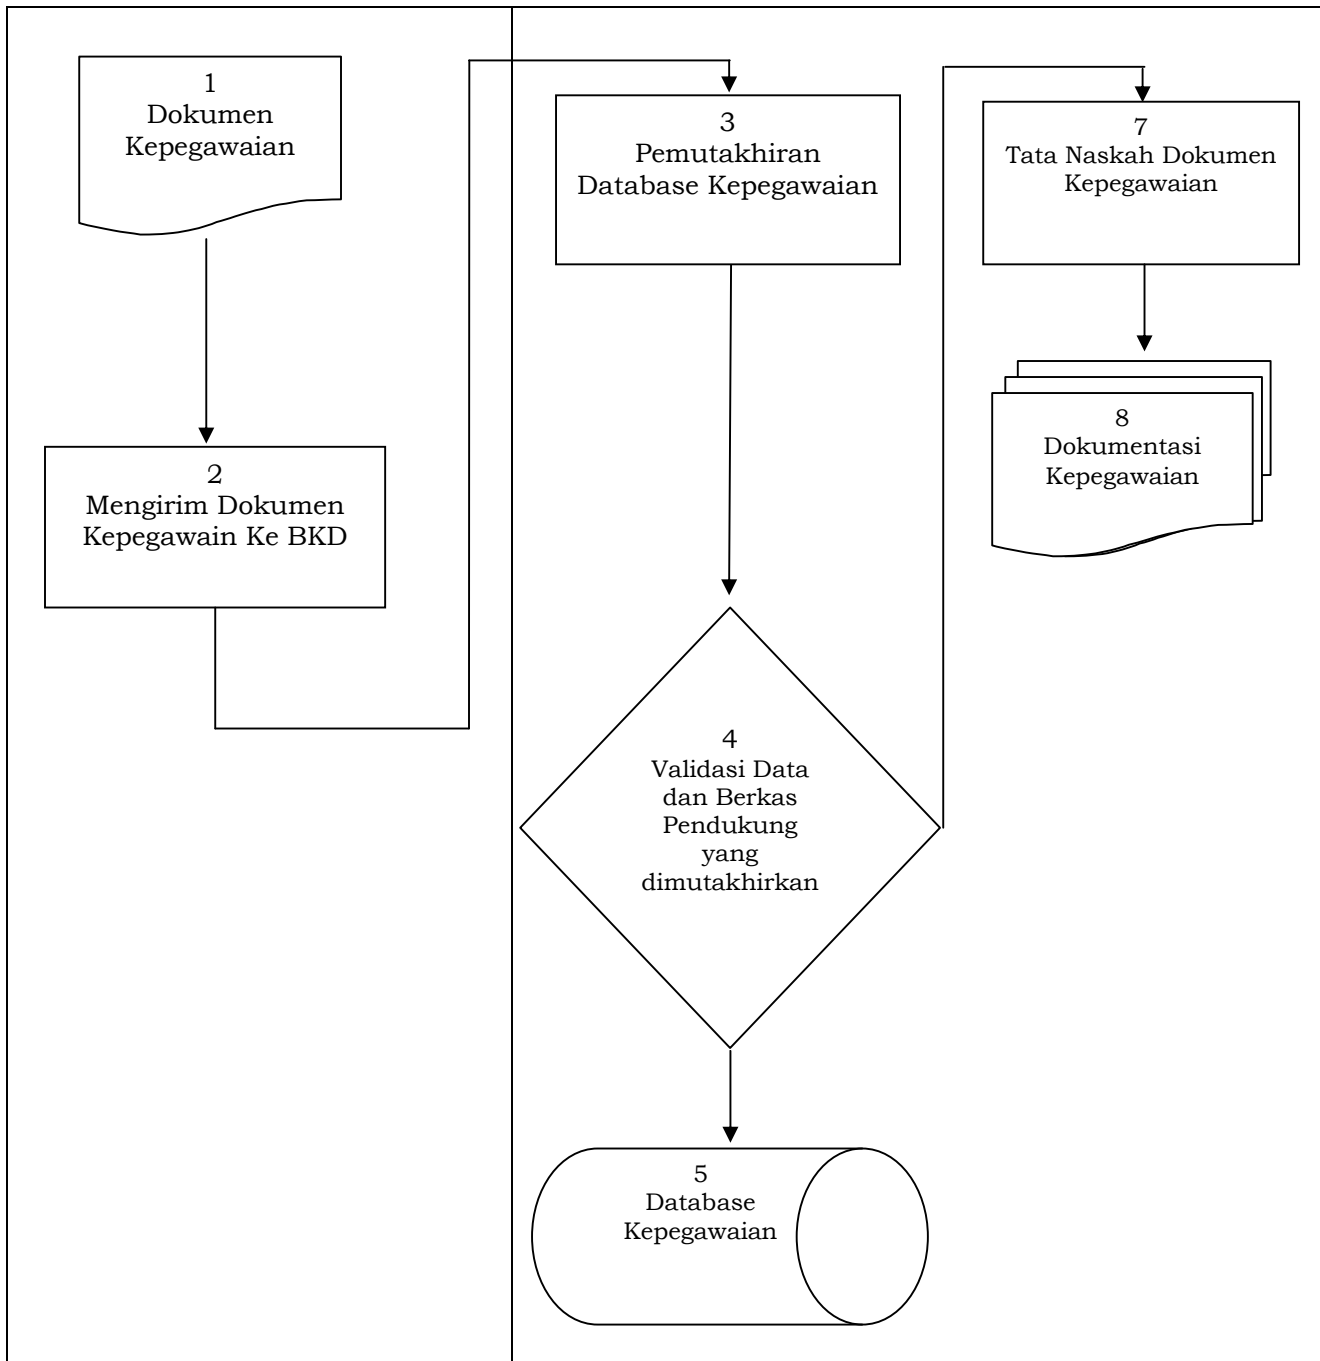 1
Dokumen
Kepegawaian
2
Mengirim Dokumen
Kepegawain Ke BKD
3
Pemutakhiran
Database Kepegawaian
4
Validasi Data
dan Berkas
Pendukung
yang
dimutakhirkan
5
Database
Kepegawaian
7
Tata Naskah Dokumen
Kepegawaian
8
Dokumentasi
Kepegawaian